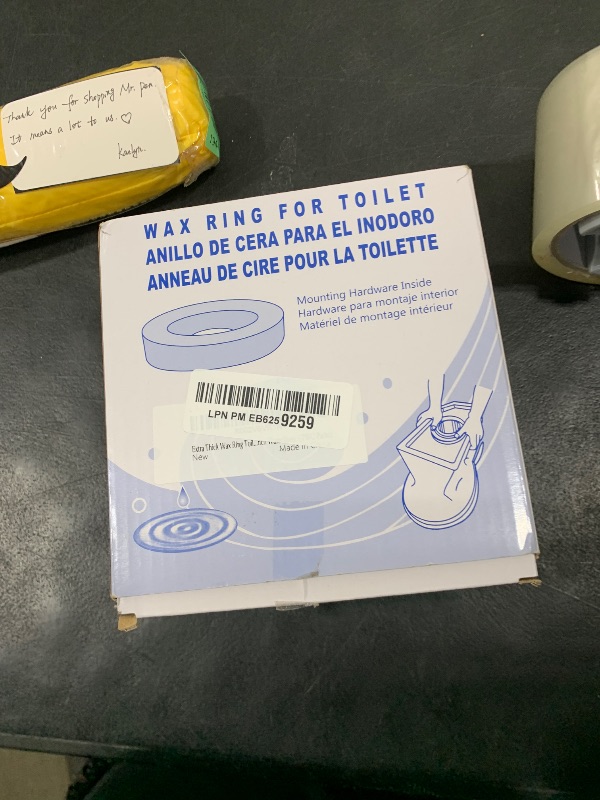 Thank you for shopping Mr. Pen.
It means a lot to us. ♡
Kaelyn.
WAX RING FOR TOILET
ANILLO DE CERA PARA EL INODORO
ANNEAU DE CIRE POUR LA TOILETTE
Mounting Hardware Inside
Hardware para montaje interior
Matériel de montage intérieur
LPN PM EB6259259
Extra Thick Wax Ring
New
Made in